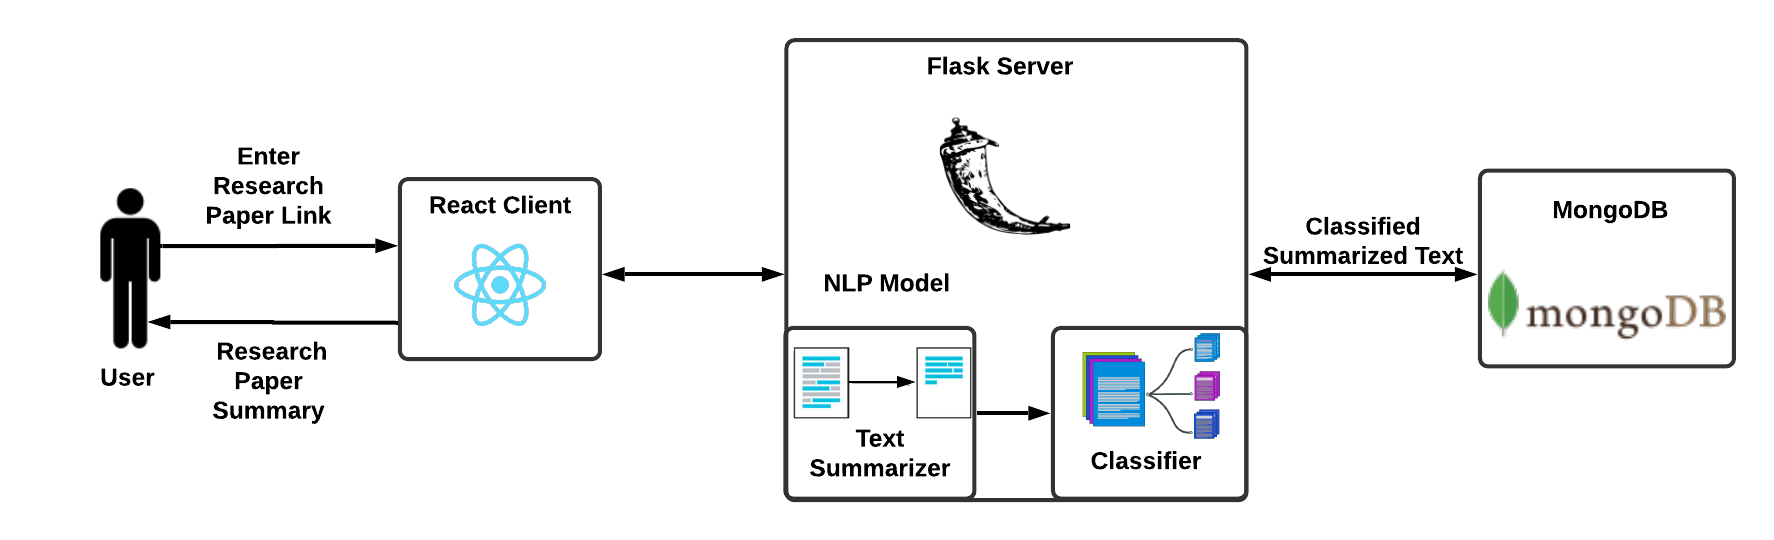 Enter
Research
Paper Link
User
Research
Paper
Summary
React Client
Flask Server
NLP Model
Text
Summarizer
Classifier
Classified
Summarized Text
MongoDB
mongoDB